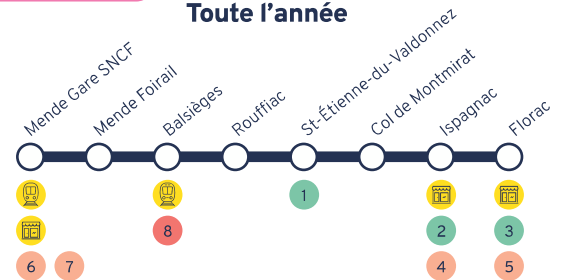 Toute l'année
Mende Gare SNCF
Mende Foirail
Balsièges
Rouffiac
St-Étienne-du-Valdonnez
Col de Montmirat
Ispagnac
Florac
1
8 2 3
6 7 4 5